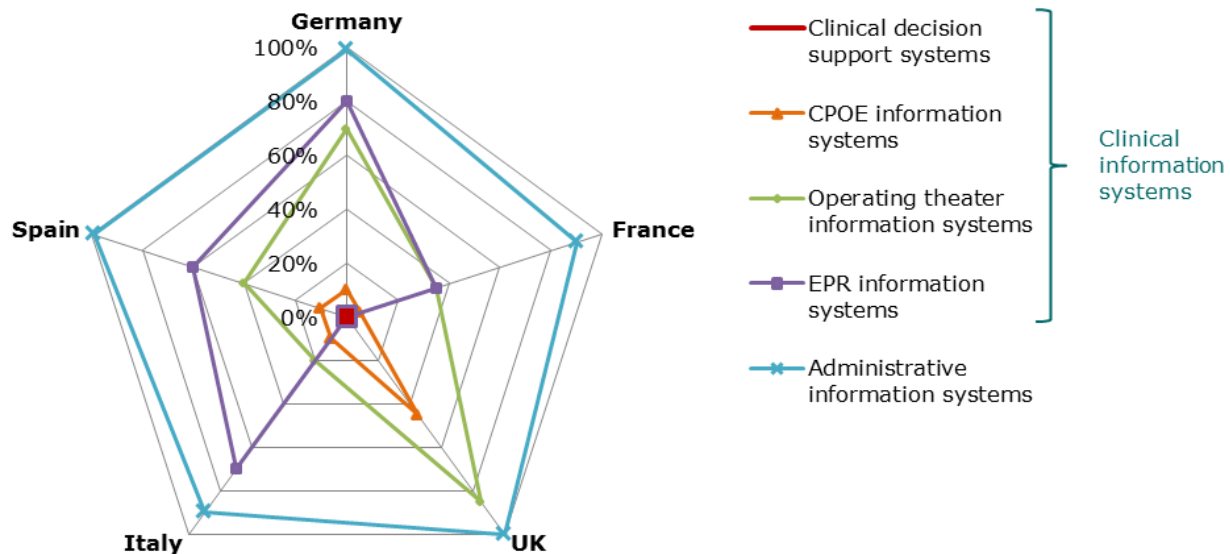 Germany
100%
80%
60%
40%
20%
0%
France
UK
Italy
Spain
Clinical decision
support systems
CPOE information
systems
Operating theater
information systems
EPR information
systems
Administrative
information systems
Clinical
information
systems